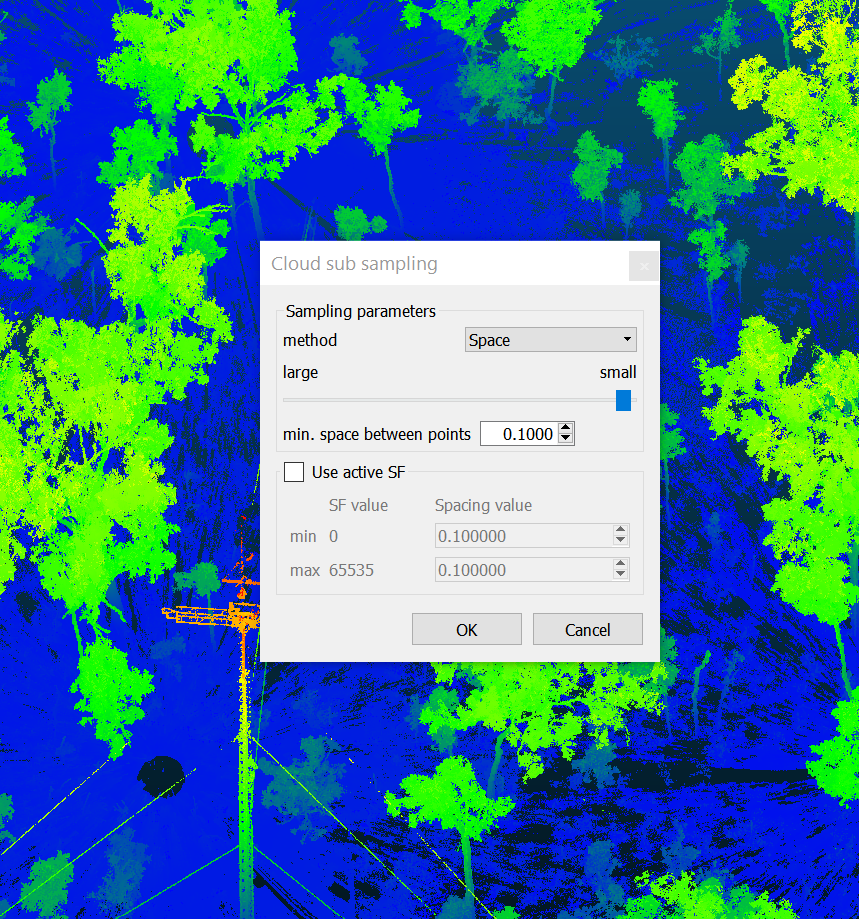 Cloud sub sampling
Sampling parameters
method Space
large small
min. space between points 0.1000
Use active SF
SF value Spacing value
min 0 0.100000
max 65535 0.100000
OK Cancel